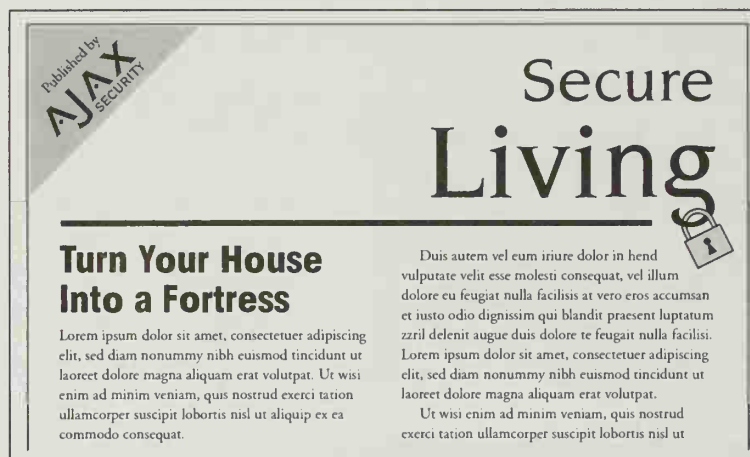 Published by
AJAX
SECURITY
Secure
Living
Turn Your House
Into a Fortress
Lorem ipsum dolor sit amet, consectetuer adipiscing
elit, sed diam nonummy nibh euismod tincidunt ut
laoreet dolore magna aliquam erat volutpat. Ut wisi
enim ad minim veniam, quis nostrud exerci tation
ullamcorper suscipit lobortis nisl ut aliquip ex ea
commodo consequat.
Duis autem vel eum iriure dolor in hend
vulputate velit esse molesti consequat, vel illum
dolore eu feugiat nulla facilisis at vero eros accumsan
et iusto odio dignissim qui blandit praesent luptatum
zzril delenit augue duis dolore te feugait nulla facilisi.
Lorem ipsum dolor sit amet, consectetuer adipiscing
elit, sed diam nonummy nibh euismod tincidunt ut
laoreet dolore magna aliquam erat volutpat.
Ut wisi enim ad minim veniam, quis nostrud
exerci tation ullamcorper suscipit lobortis nisl ut